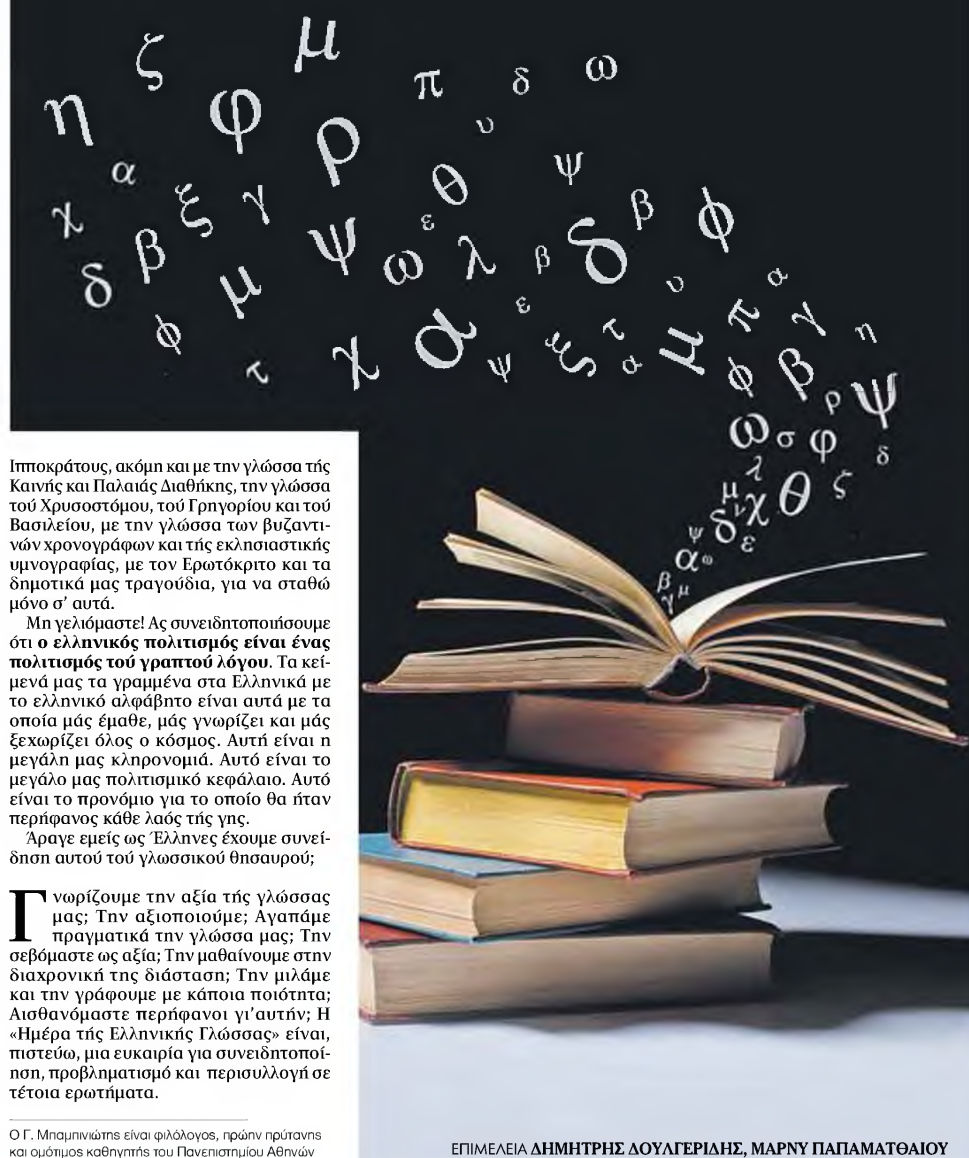 Ιπποκράτους, ακόμη και με την γλώσσα τής
Καινής και Παλαιάς Διαθήκης, την γλώσσα
τού Χρυσοστόμου, τού Γρηγορίου και τού
Βασιλείου, με την γλώσσα των βυζαντι-
νών χρονογράφων και τής εκκλησιαστικής
υμνογραφίας, με τον Ερωτόκριτο και τα
δημοτικά μας τραγούδια, για να σταθώ
μόνο σ' αυτά.
Μη γελιόμαστε! Ας συνειδητοποιήσουμε
ότι ο ελληνικός πολιτισμός είναι ένας
πολιτισμός τού γραπτού λόγου. Τα κεί-
μενά μας τα γραμμένα στα Ελληνικά με
το ελληνικό αλφάβητο είναι αυτά με τα
οποία μάς έμαθε, μάς γνωρίζει και μάς
ξεχωρίζει όλος ο κόσμος. Αυτή είναι η
μεγάλη μας κληρονομιά. Αυτό είναι το
μεγάλο μας πολιτισμικό κεφάλαιο. Αυτό
είναι το προνόμιο για το οποίο θα ήταν
περήφανος κάθε λαός τής γης.
Άραγε εμείς ως Έλληνες έχουμε συνεί-
δηση αυτού τού γλωσσικού θησαυρού;
Γνωρίζουμε την αξία τής γλώσσας
μας; Την αξιοποιούμε; Αγαπάμε
πραγματικά την γλώσσα μας; Την
σεβόμαστε ως αξία; Την μαθαίνουμε στην
διαχρονική της διάσταση; Την μιλάμε
και την γράφουμε με κάποια ποιότητα;
Αισθανόμαστε περήφανοι γι'αυτήν; Η
«Ημέρα τής Ελληνικής Γλώσσας» είναι,
πιστεύω, μια ευκαιρία για συνειδητοποί-
ηση, προβληματισμό και περισυλλογή σε
τέτοια ερωτήματα.
Ο Γ. Μπαμπινιώτης είναι φιλόλογος, πρώην πρύτανης
και ομότιμος καθηγητής του Πανεπιστημίου Αθηνών
ΕΠΙΜΕΛΕΙΑ ΔΗΜΗΤΡΗΣ ΔΟΥΛΓΕΡΙΔΗΣ, ΜΑΡΝΥ ΠΑΠΑΜΑΤΘΑΙΟΥ